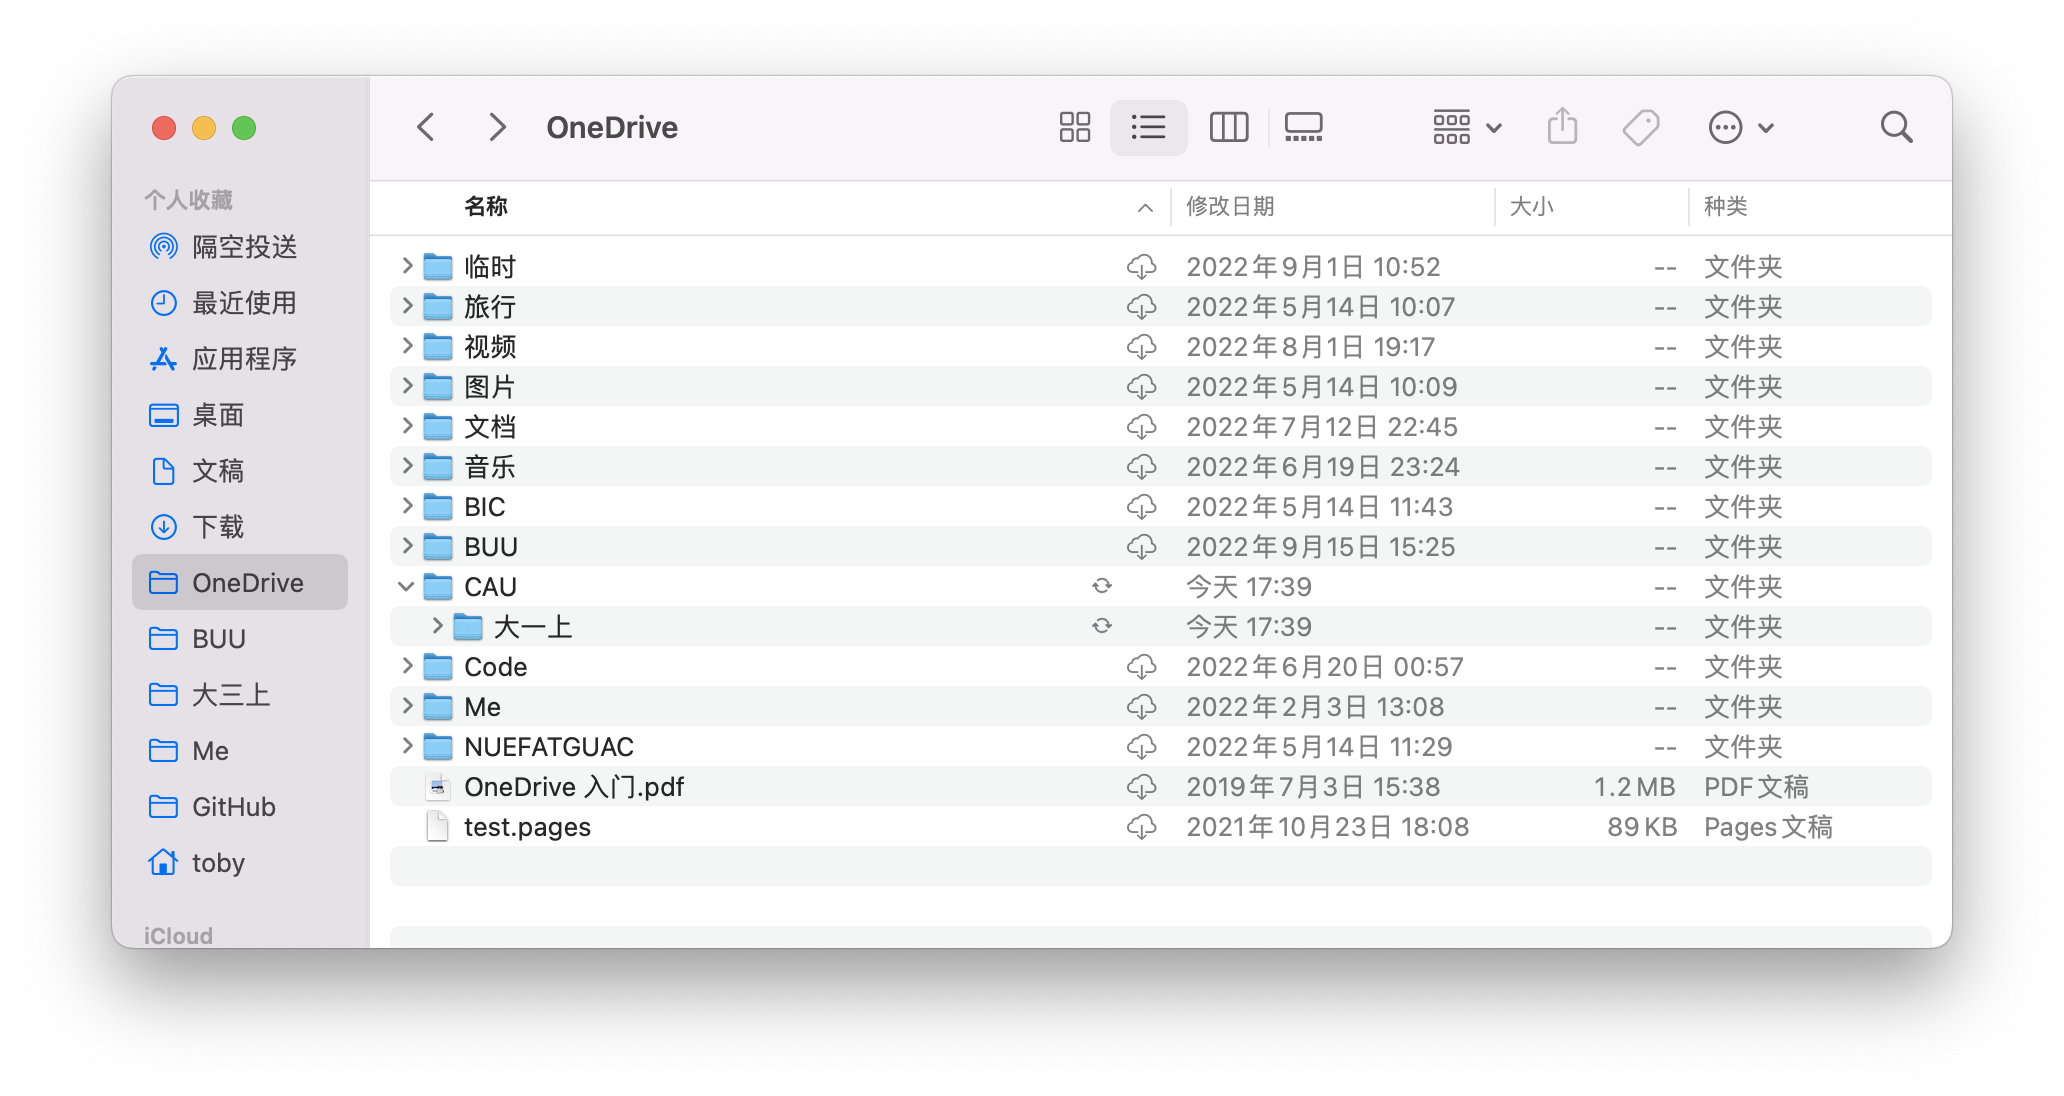 OneDrive
个人收藏
隔空投送
最近使用
应用程序
桌面
文稿
下载
OneDrive
BUU
大三上
Me
GitHub
toby
iCloud
名称 修改日期 大小 种类
临时 2022年9月1日 10:52 -- 文件夹
旅行 2022年5月14日 10:07 -- 文件夹
视频 2022年8月1日 19:17 -- 文件夹
图片 2022年5月14日 10:09 -- 文件夹
文档 2022年7月12日 22:45 -- 文件夹
音乐 2022年6月19日 23:24 -- 文件夹
BIC 2022年5月14日 11:43 -- 文件夹
BUU 2022年9月15日 15:25 -- 文件夹
CAU 今天 17:39 -- 文件夹
大一上 今天 17:39 -- 文件夹
Code 2022年6月20日 00:57 -- 文件夹
Me 2022年2月3日 13:08 -- 文件夹
NUEFATGUAC 2022年5月14日 11:29 -- 文件夹
OneDrive 入门.pdf 2019年7月3日 15:38 1.2 MB PDF文稿
test.pages 2021年10月23日 18:08 89 KB Pages文稿